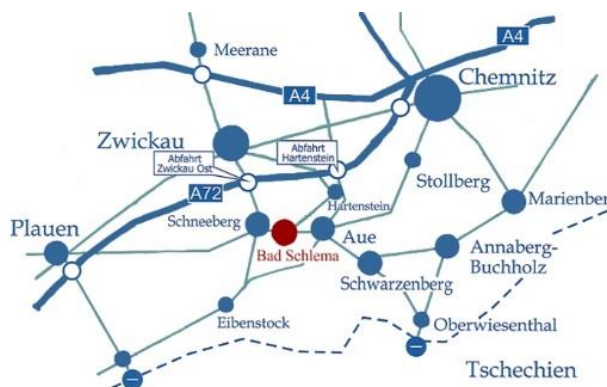 Meerane
A4
A4
Chemnitz
Zwickau
Abfahrt
Zwickau Ost
Abfahrt
Hartenstein
A72
Stollberg
Hartenstein
Marienberg
Schneeberg
Plauen
Aue
Bad Schlema
Annaberg-
Buchholz
Schwarzenberg
Eibenstock
Oberwiesenthal
Tschechien